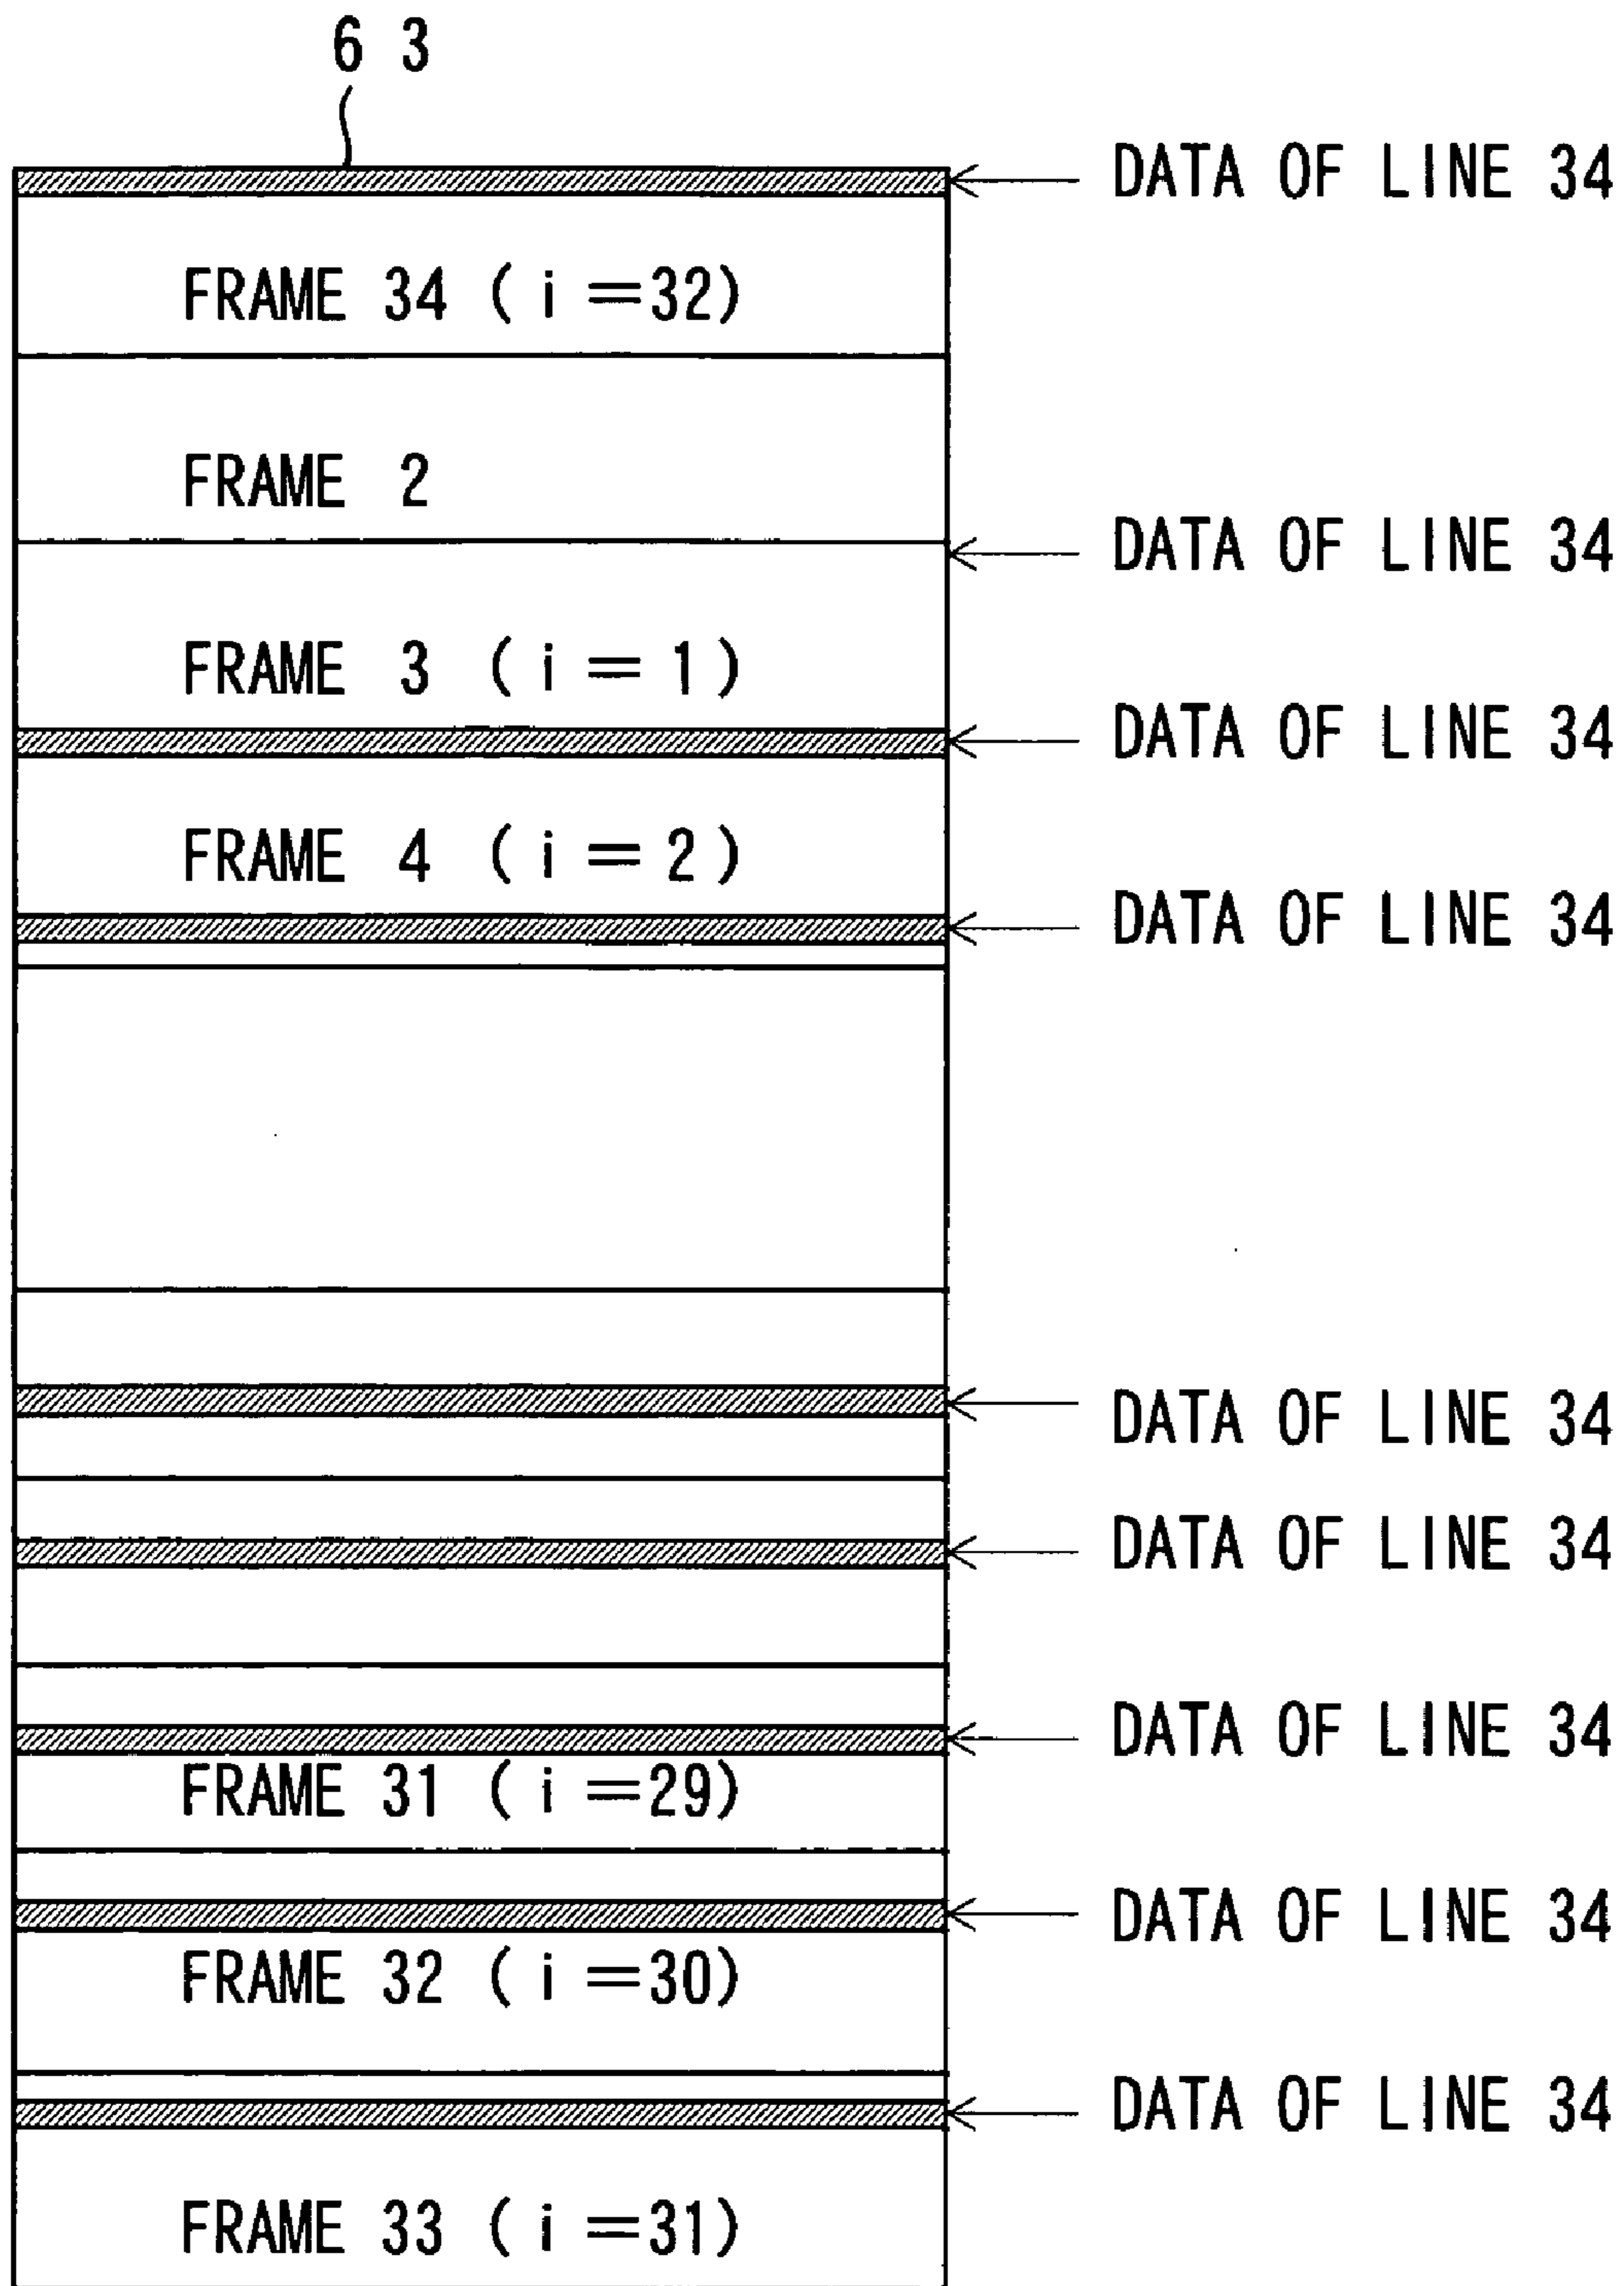 6 3
DATA OF LINE 34
FRAME 34 ( i =32)
FRAME 2
DATA OF LINE 34
FRAME 3 ( i = 1 )
DATA OF LINE 34
FRAME 4 ( i = 2 )
DATA OF LINE 34
DATA OF LINE 34
DATA OF LINE 34
DATA OF LINE 34
FRAME 31 ( i =29)
DATA OF LINE 34
FRAME 32 ( i =30)
DATA OF LINE 34
FRAME 33 ( i =31)